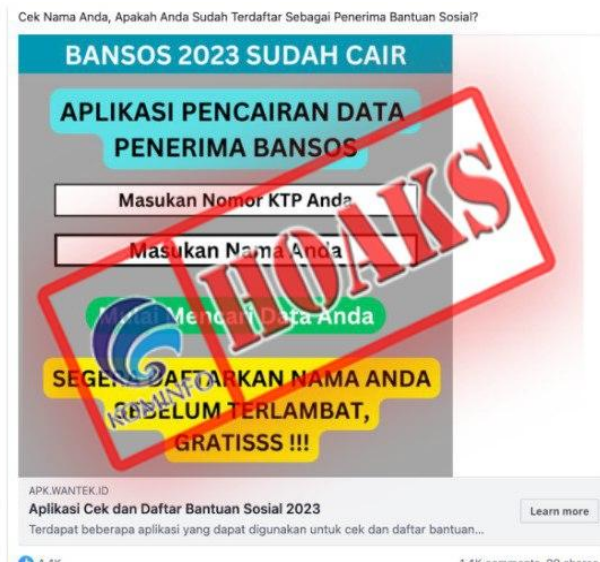 Cek Nama Anda, Apakah Anda Sudah Terdaftar Sebagai Penerima Bantuan Sosial?
BANSOS 2023 SUDAH CAIR
APLIKASI PENCAIRAN DATA
PENERIMA BANSOS
Masukan Nomor KTP Anda
Masukan Nama Anda
Mulai Mencari Data Anda
HOAKS
KOMINFO
SEGERA DAFTARKAN NAMA ANDA
SEBELUM TERLAMBAT,
GRATISSS !!!
APK.WANTEK.ID
Aplikasi Cek dan Daftar Bantuan Sosial 2023
Learn more
Terdapat beberapa aplikasi yang dapat digunakan untuk cek dan daftar bantuan...